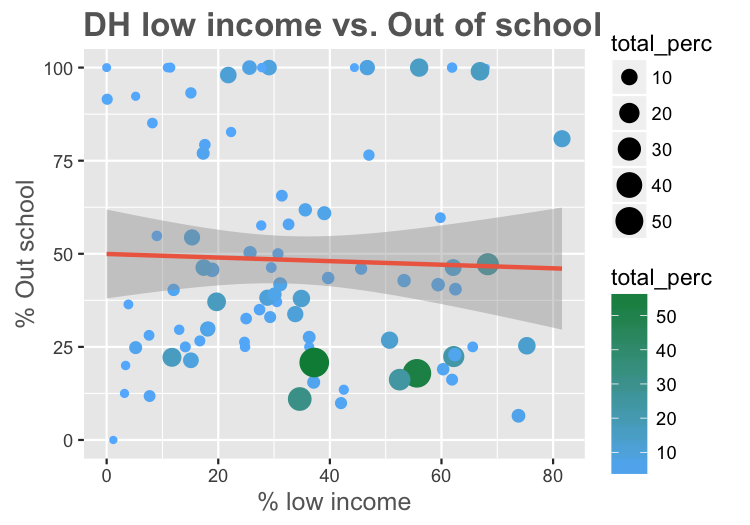 DH low income vs. Out of school
% Out school
100
75
50
25
0
0 20 40 60 80
% low income
total_perc
10
20
30
40
50
total_perc
50
40
30
20
10